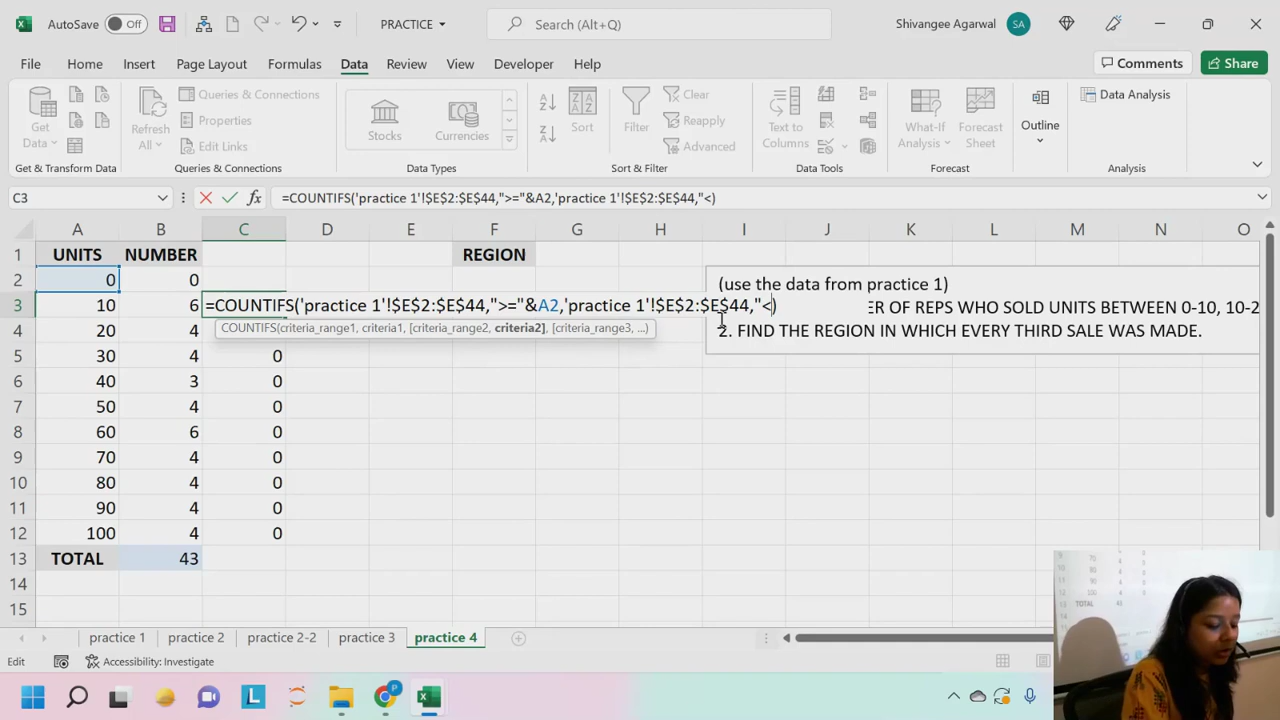 AutoSave Off PRACTICE Search (Alt+Q) Shivangee Agarwal SA
File Home Insert Page Layout Formulas Data Review View Developer Help Comments Share
Get Data Refresh All Queries & Connections Properties Edit Links Stocks Currencies Sort Filter Clear Reapply Advanced Text to Columns What-If Analysis Forecast Sheet Outline Data Analysis
Get & Transform Data Queries & Connections Data Types Sort & Filter Data Tools Forecast Analysis
C3 fx =COUNTIFS('practice 1'!$E$2:$E$44,">="&A2,'practice 1'!$E$2:$E$44,"<)
A B C D E F G H I J K L M N O
1 UNITS NUMBER REGION
2 0 0 (use the data from practice 1)
3 10 6 =COUNTIFS('practice 1'!$E$2:$E$44,">="&A2,'practice 1'!$E$2:$E$44,"<) ER OF REPS WHO SOLD UNITS BETWEEN 0-10, 10-2
COUNTIFS(criteria_range1, criteria1, [criteria_range2, criteria2], [criteria_range3, ...)
4 20 4 2. FIND THE REGION IN WHICH EVERY THIRD SALE WAS MADE.
5 30 4 0
6 40 3 0
7 50 4 0
8 60 6 0
9 70 4 0
10 80 4 0
11 90 4 0
12 100 4 0
13 TOTAL 43
14
15
practice 1 practice 2 practice 2-2 practice 3 practice 4
Edit Accessibility: Investigate